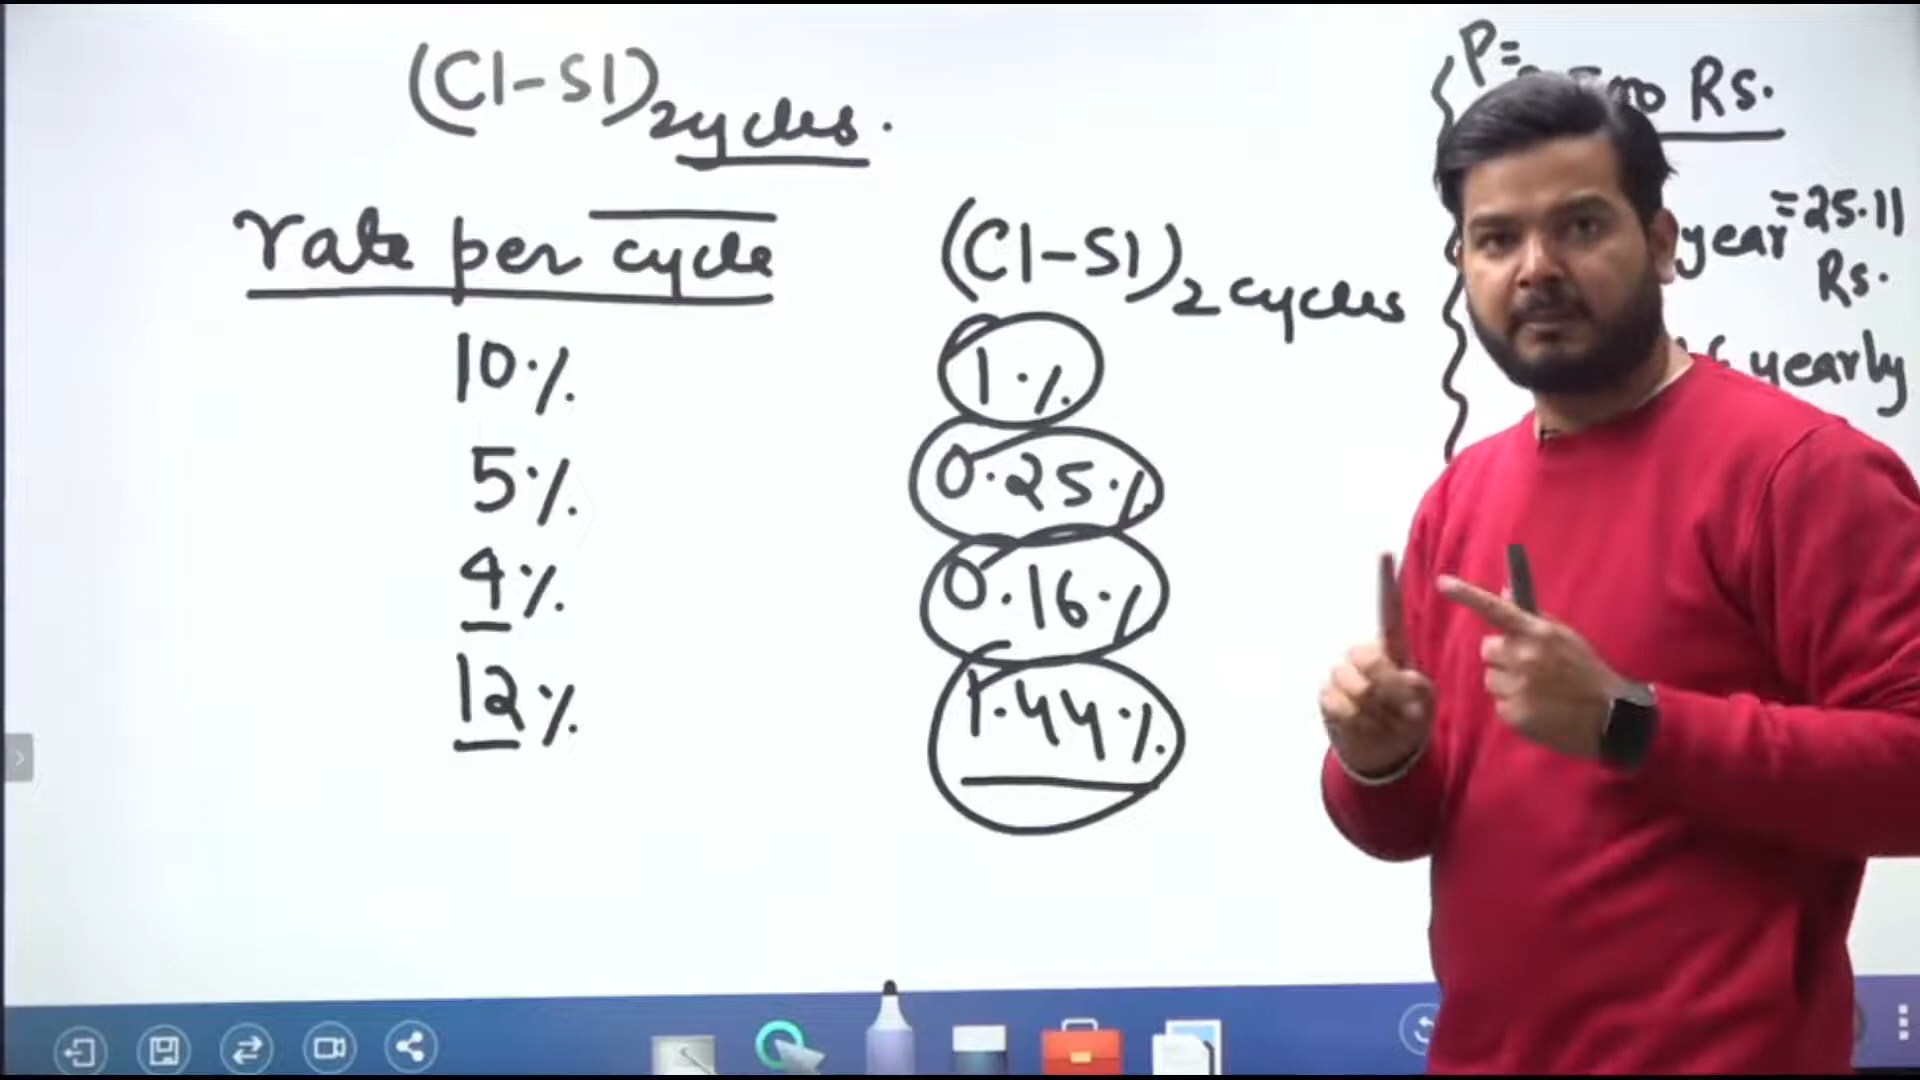 (CI-SI)2cycles.
rate per cycle
(CI-SI)2 cycles
10%
1%
5%
0.25%
4%
0.16%
12%
1.44%
P=
Rs.
year = 25.11
Rs.
yearly